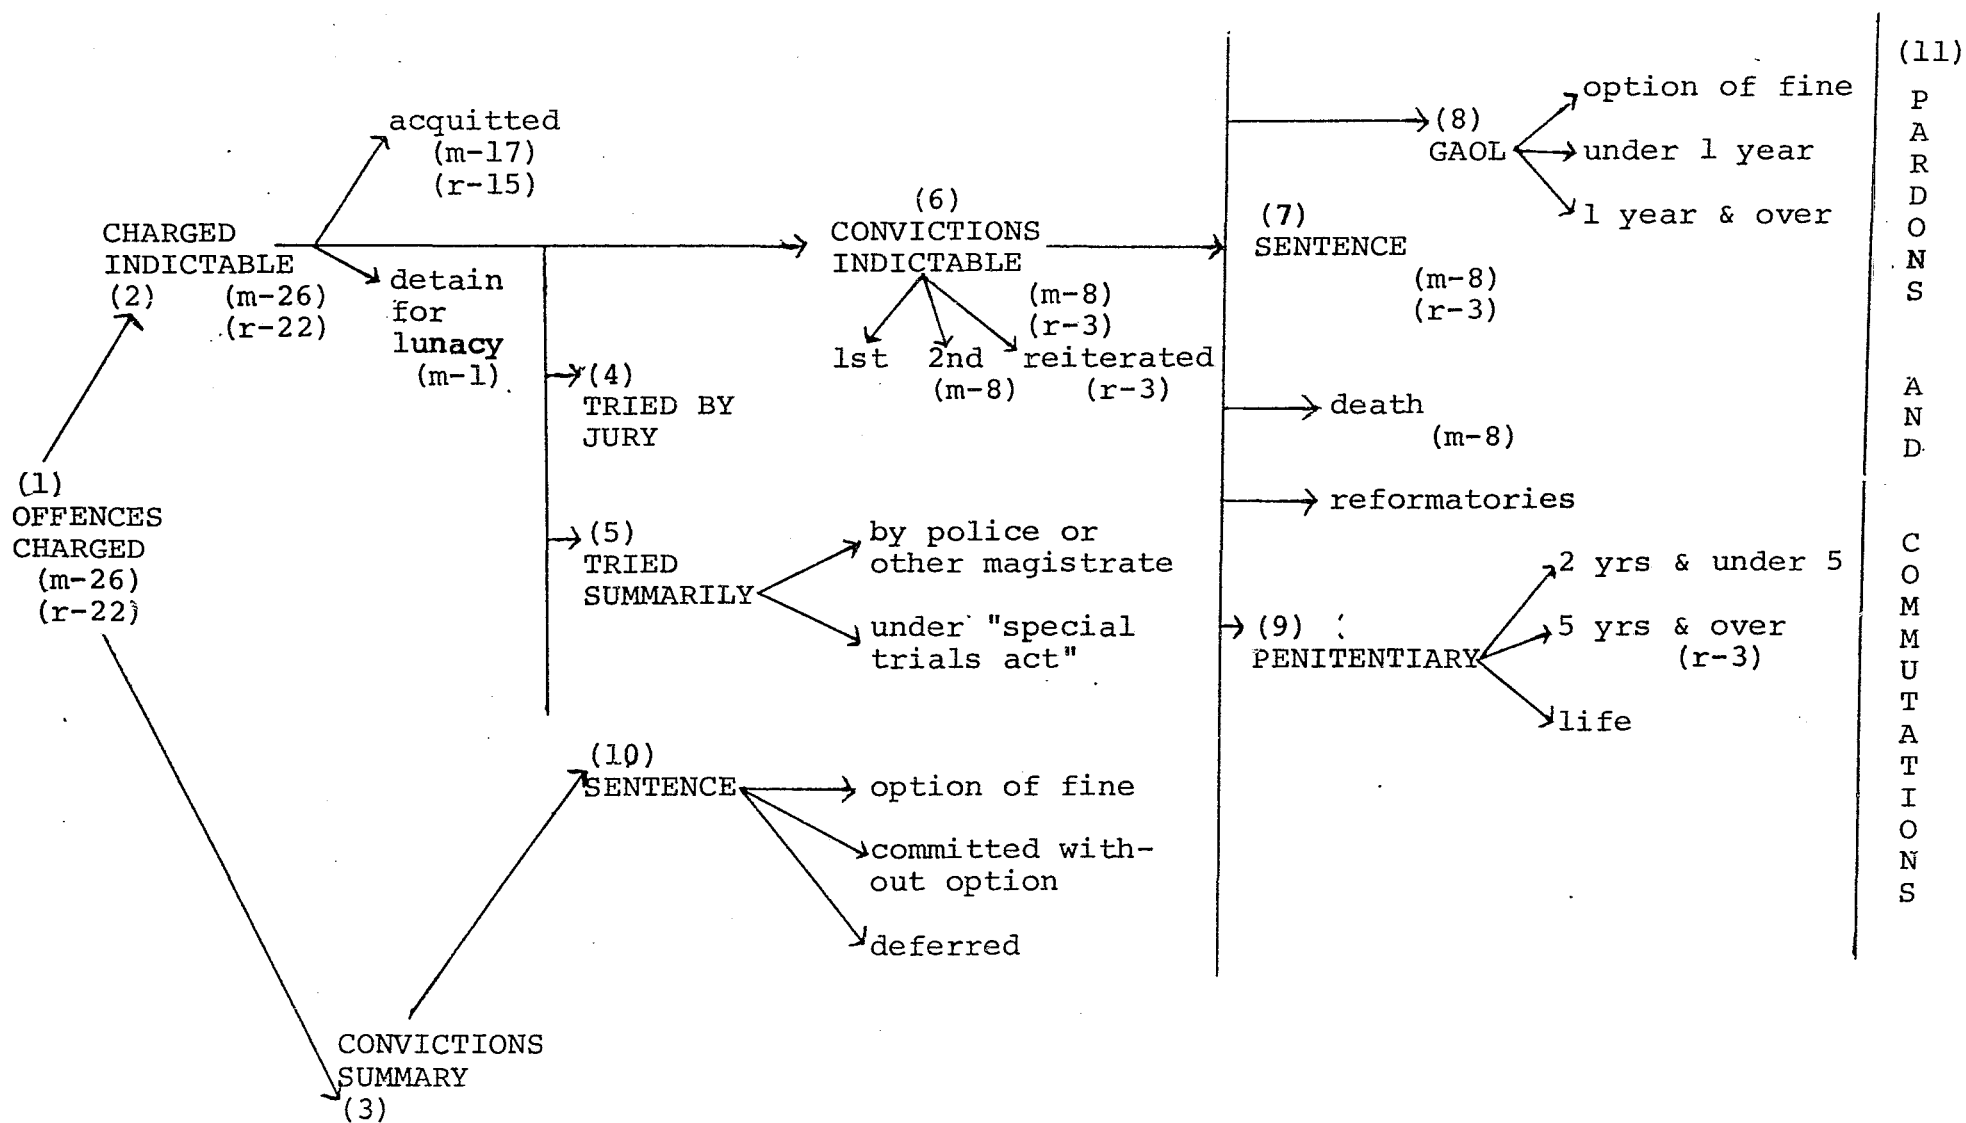 acquitted
(m-17)
(r-15)
CHARGED
INDICTABLE
(2) (m-26)
(r-22)
detain
for
lunacy
(m-1)
(1)
OFFENCES
CHARGED
(m-26)
(r-22)
(4)
TRIED BY
JURY
(5)
TRIED
SUMMARILY
by police or
other magistrate
under "special
trials act"
(6)
CONVICTIONS
INDICTABLE
(m-8)
(r-3)
1st 2nd reiterated
(m-8) (r-3)
(7)
SENTENCE
(m-8)
(r-3)
(8)
GAOL
option of fine
under 1 year
1 year & over
death
(m-8)
reformatories
(9)
PENITENTIARY
2 yrs & under 5
5 yrs & over
(r-3)
life
(10)
SENTENCE
option of fine
committed with-
out option
deferred
CONVICTIONS
SUMMARY
(3)
(11)
PARDONS
AND
COMMUTATIONS